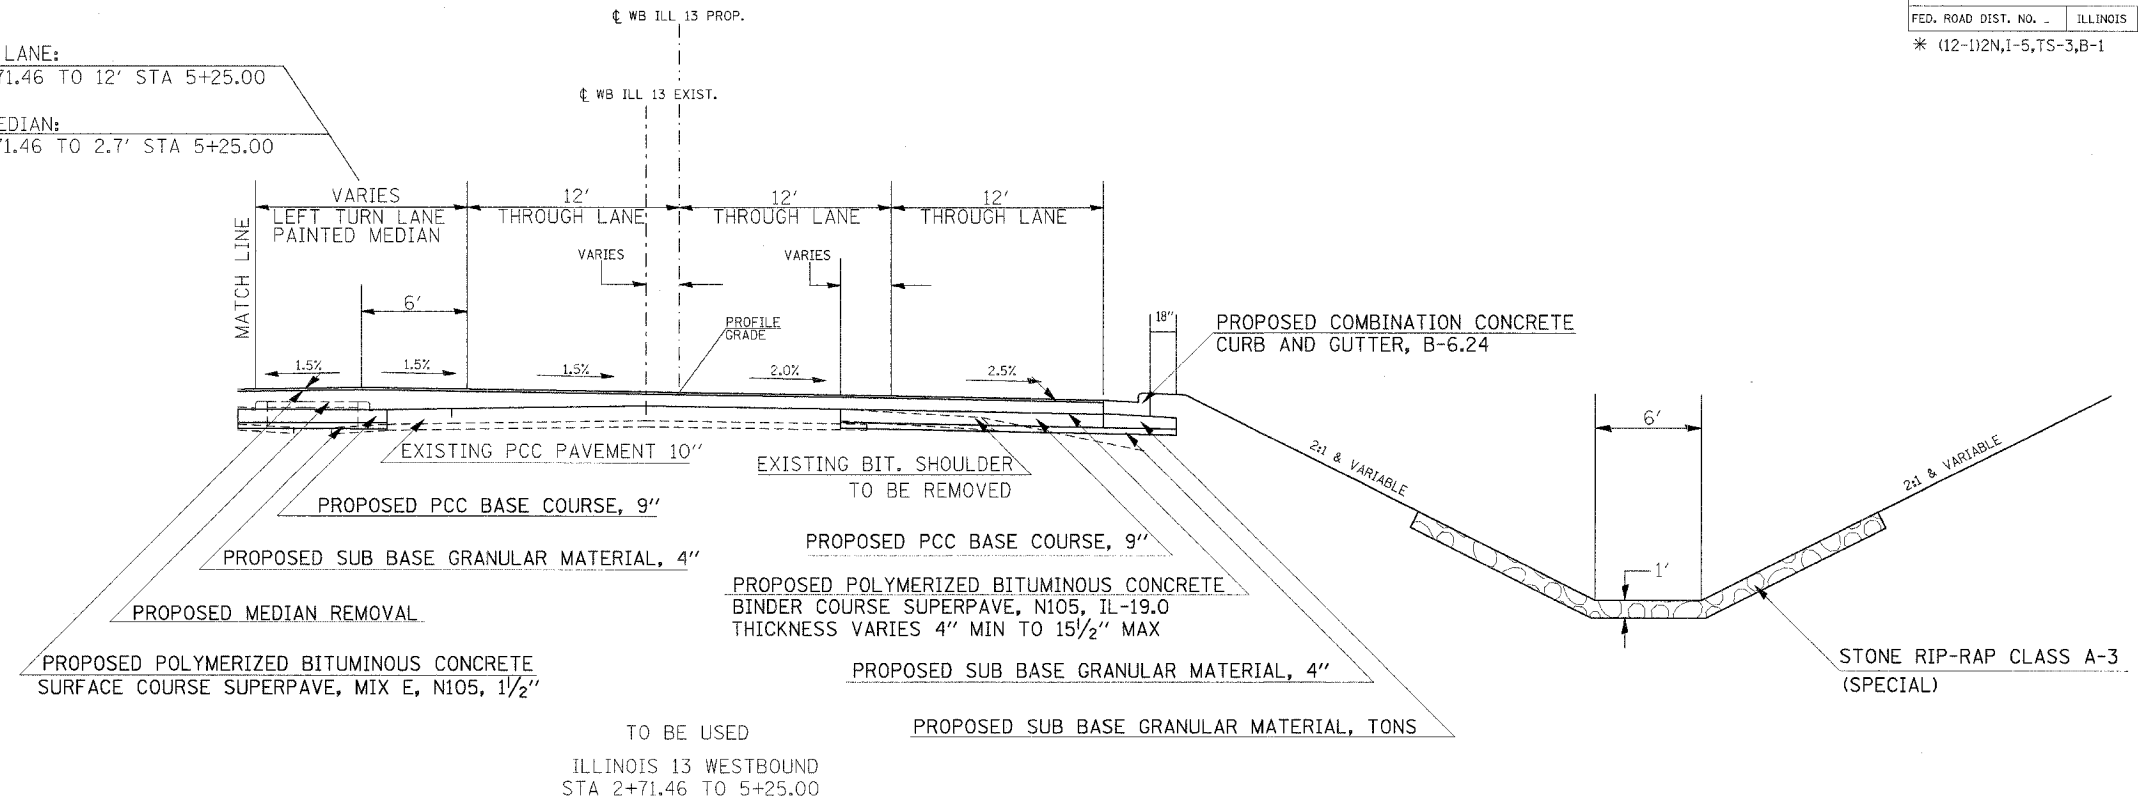 ℄ WB ILL 13 PROP.
FED. ROAD DIST. NO. _ ILLINOIS
* (12-1)2N,I-5,TS-3,B-1
LANE:
71.46 TO 12' STA 5+25.00
℄ WB ILL 13 EXIST.
EDIAN:
71.46 TO 2.7' STA 5+25.00
VARIES
LEFT TURN LANE
PAINTED MEDIAN
12'
THROUGH LANE
12'
THROUGH LANE
12'
THROUGH LANE
MATCH LINE
VARIES
VARIES
6'
PROFILE
GRADE
18"
PROPOSED COMBINATION CONCRETE
CURB AND GUTTER, B-6.24
1.5%
1.5%
1.5%
2.0%
2.5%
6'
2:1 & VARIABLE
2:1 & VARIABLE
EXISTING PCC PAVEMENT 10"
EXISTING BIT. SHOULDER
TO BE REMOVED
PROPOSED PCC BASE COURSE, 9"
PROPOSED PCC BASE COURSE, 9"
PROPOSED SUB BASE GRANULAR MATERIAL, 4"
1'
PROPOSED POLYMERIZED BITUMINOUS CONCRETE
BINDER COURSE SUPERPAVE, N105, IL-19.0
THICKNESS VARIES 4" MIN TO 15 1/2" MAX
PROPOSED MEDIAN REMOVAL
PROPOSED POLYMERIZED BITUMINOUS CONCRETE
SURFACE COURSE SUPERPAVE, MIX E, N105, 1 1/2"
PROPOSED SUB BASE GRANULAR MATERIAL, 4"
STONE RIP-RAP CLASS A-3
(SPECIAL)
PROPOSED SUB BASE GRANULAR MATERIAL, TONS
TO BE USED
ILLINOIS 13 WESTBOUND
STA 2+71.46 TO 5+25.00